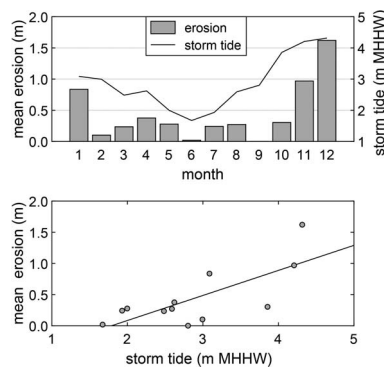 erosion
storm tide
mean erosion (m)
2.0
1.5
1.0
0.5
0.0
storm tide
(m MHHW)
5
4
3
2
1
1 2 3 4 5 6 7 8 9 10 11 12
month
mean erosion (m)
2.0
1.5
1.0
0.5
0.0
1 2 3 4 5
storm tide (m MHHW)